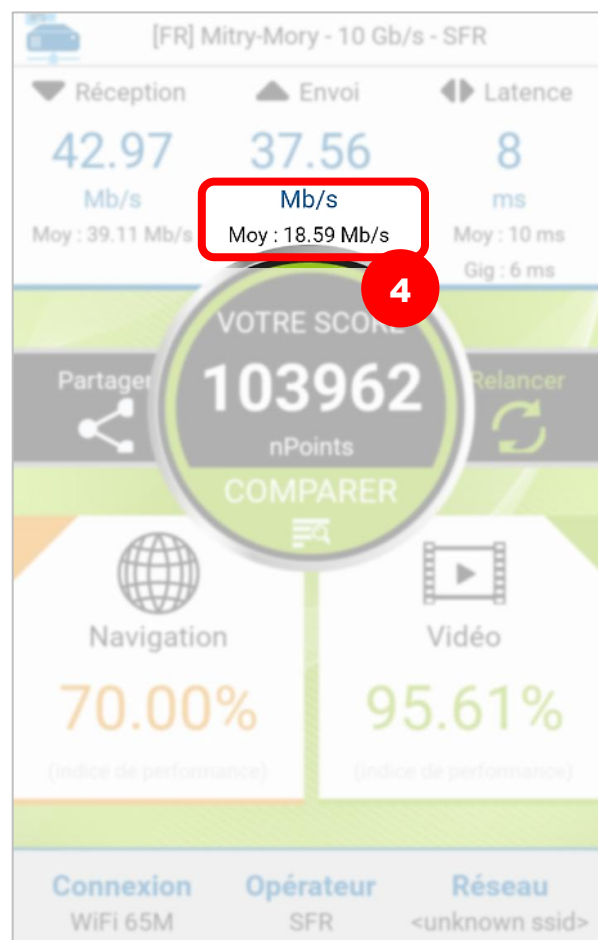 [FR] Mitry-Mory - 10 Gb/s - SFR
Réception Envoi Latence
42.97 37.56 8
Mb/s Mb/s ms
Moy : 39.11 Mb/s Moy : 18.59 Mb/s Moy : 10 ms
Gig : 6 ms
4
VOTRE SCORE
Partager 103962 Relancer
nPoints
COMPARER
Navigation Vidéo
70.00% 95.61%
(indice de performance) (indice de performance)
Connexion Opérateur Réseau
WiFi 65M SFR <unknown ssid>